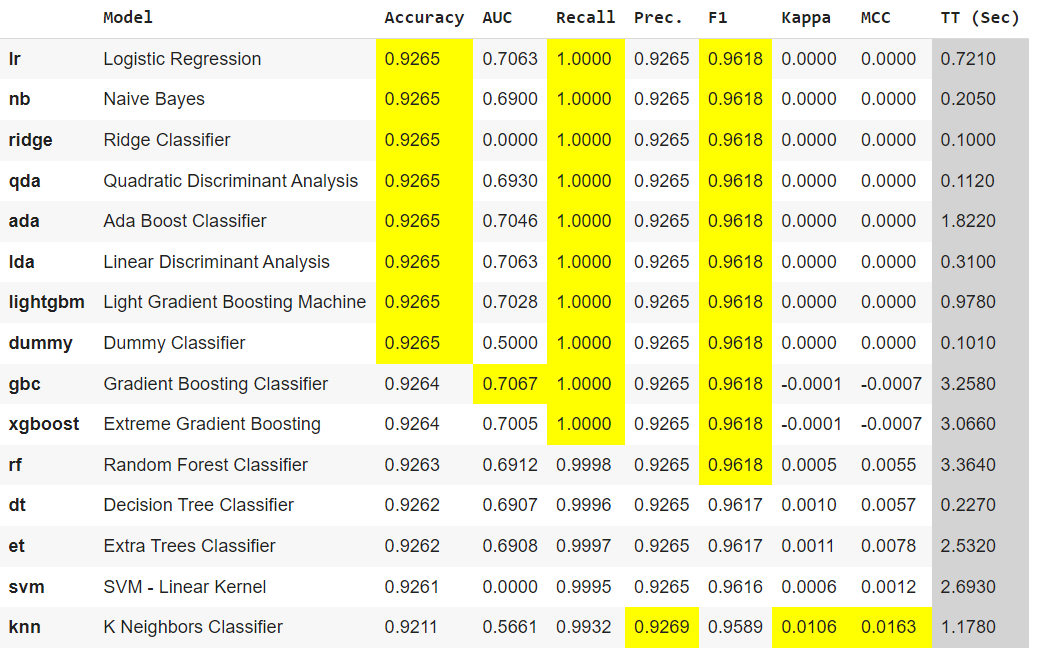 Model Accuracy AUC Recall Prec. F1 Kappa MCC TT (Sec)
lr Logistic Regression 0.9265 0.7063 1.0000 0.9265 0.9618 0.0000 0.0000 0.7210
nb Naive Bayes 0.9265 0.6900 1.0000 0.9265 0.9618 0.0000 0.0000 0.2050
ridge Ridge Classifier 0.9265 0.0000 1.0000 0.9265 0.9618 0.0000 0.0000 0.1000
qda Quadratic Discriminant Analysis 0.9265 0.6930 1.0000 0.9265 0.9618 0.0000 0.0000 0.1120
ada Ada Boost Classifier 0.9265 0.7046 1.0000 0.9265 0.9618 0.0000 0.0000 1.8220
lda Linear Discriminant Analysis 0.9265 0.7063 1.0000 0.9265 0.9618 0.0000 0.0000 0.3100
lightgbm Light Gradient Boosting Machine 0.9265 0.7028 1.0000 0.9265 0.9618 0.0000 0.0000 0.9780
dummy Dummy Classifier 0.9265 0.5000 1.0000 0.9265 0.9618 0.0000 0.0000 0.1010
gbc Gradient Boosting Classifier 0.9264 0.7067 1.0000 0.9265 0.9618 -0.0001 -0.0007 3.2580
xgboost Extreme Gradient Boosting 0.9264 0.7005 1.0000 0.9265 0.9618 -0.0001 -0.0007 3.0660
rf Random Forest Classifier 0.9263 0.6912 0.9998 0.9265 0.9618 0.0005 0.0055 3.3640
dt Decision Tree Classifier 0.9262 0.6907 0.9996 0.9265 0.9617 0.0010 0.0057 0.2270
et Extra Trees Classifier 0.9262 0.6908 0.9997 0.9265 0.9617 0.0011 0.0078 2.5320
svm SVM - Linear Kernel 0.9261 0.0000 0.9995 0.9265 0.9616 0.0006 0.0012 2.6930
knn K Neighbors Classifier 0.9211 0.5661 0.9932 0.9269 0.9589 0.0106 0.0163 1.1780